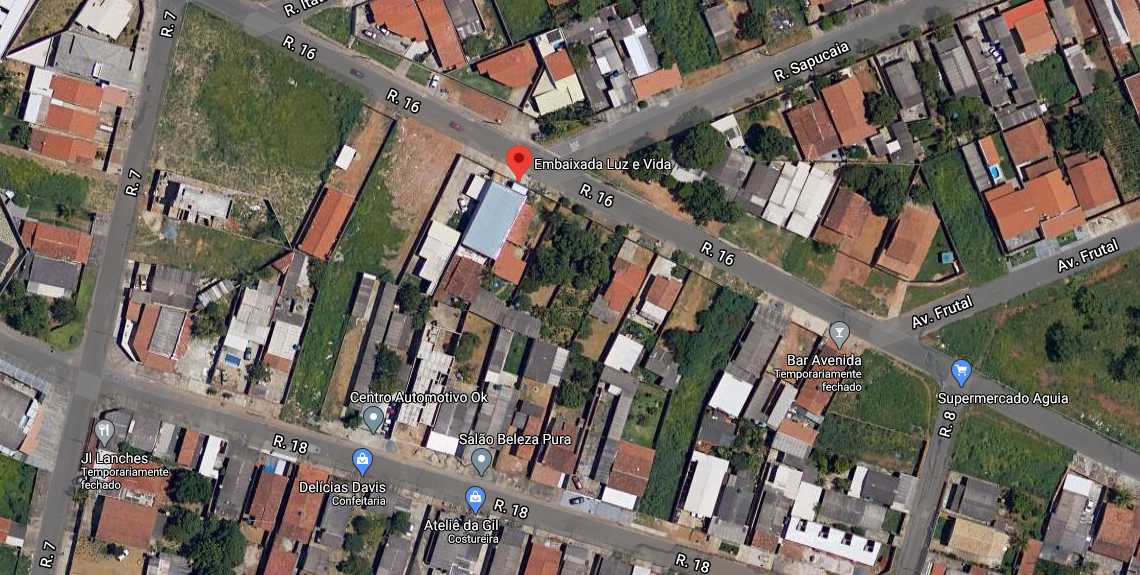 R. Ita
R. 7
R. 16
R. Sapucaia
R. 16
Embaixada Luz e Vida
R. 7
R. 16
R. 16
Av. Frutal
Av. Frutal
Bar Avenida
Temporariamente
fechado
Supermercado Aguia
Centro Automotivo Ok
R. 8
R. 18
Salão Beleza Pura
Jl Lanches
Temporariamente
fechado
Delícias Davis
Confeitaria
R. 18
Ateliê da Gil
Costureira
R. 7
R. 18